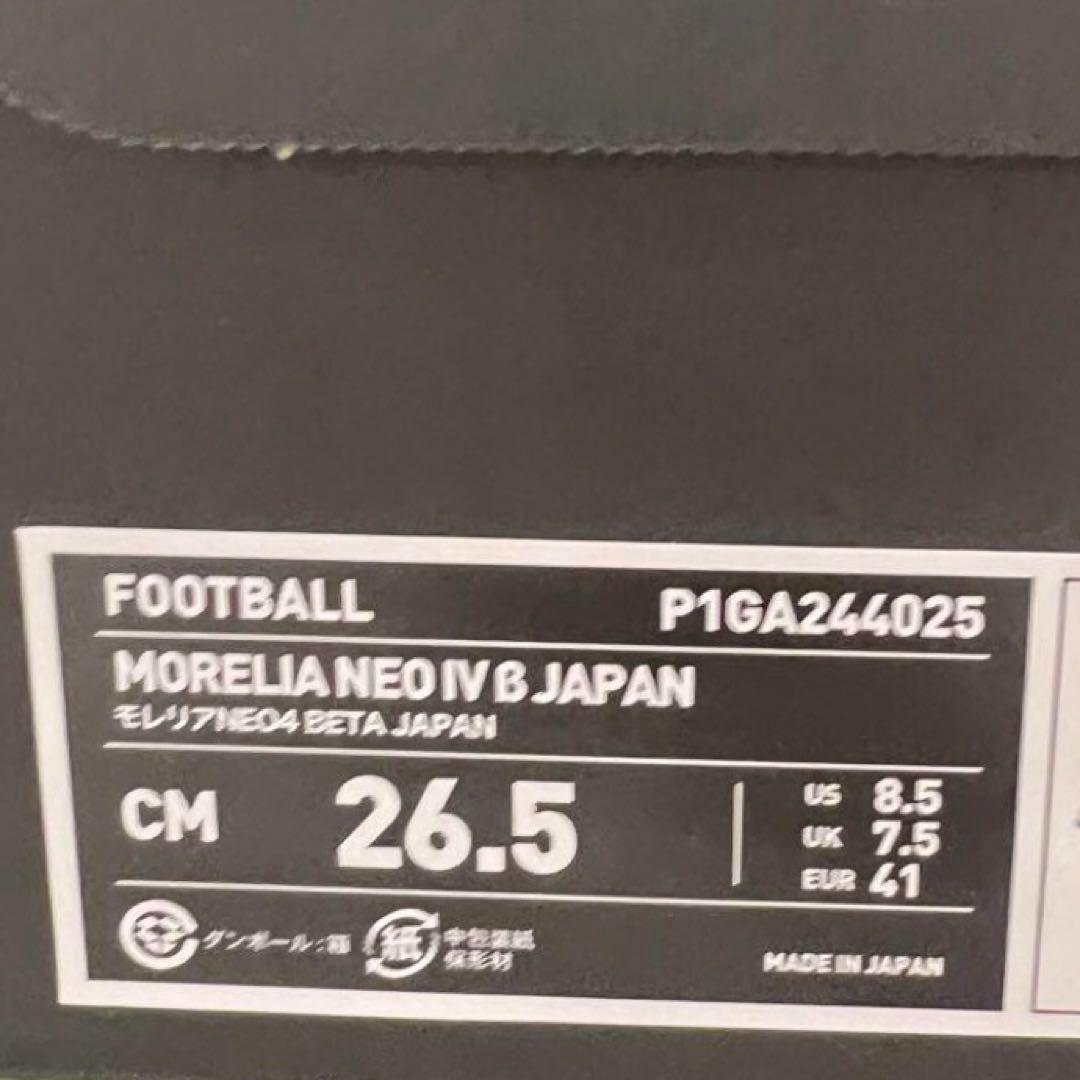 FOOTBALL P1GA244025
MORELIA NEO IV β JAPAN
モレリアNEO4 BETA JAPAN
CM 26.5
US 8.5
UK 7.5
EUR 41
ダンボール:箱 紙 中包装紙
保形材
MADE IN JAPAN